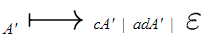 A' ⟼ cA' | adA' | ε